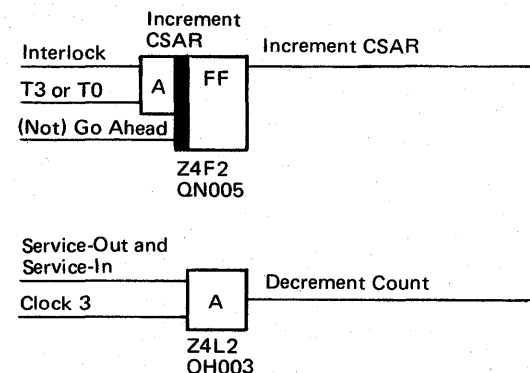 Increment
CSAR
Increment CSAR
Interlock
T3 or T0
A
FF
(Not) Go Ahead
Z4F2
QN005
Service-Out and
Service-In
Decrement Count
Clock 3
A
Z4L2
QH003